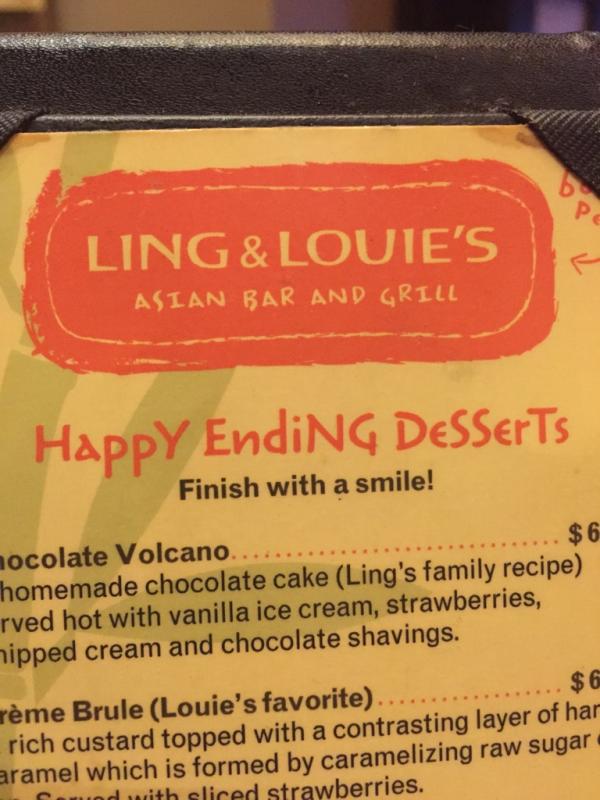 LING & LOUIE'S
ASIAN BAR AND GRILL
HappY EndiNG DeSSerTs
Finish with a smile!
hocolate Volcano........................................ $6
homemade chocolate cake (Ling's family recipe)
rved hot with vanilla ice cream, strawberries,
hipped cream and chocolate shavings.
rème Brule (Louie's favorite)...................... $6
rich custard topped with a contrasting layer of har
aramel which is formed by caramelizing raw sugar
Served with sliced strawberries.